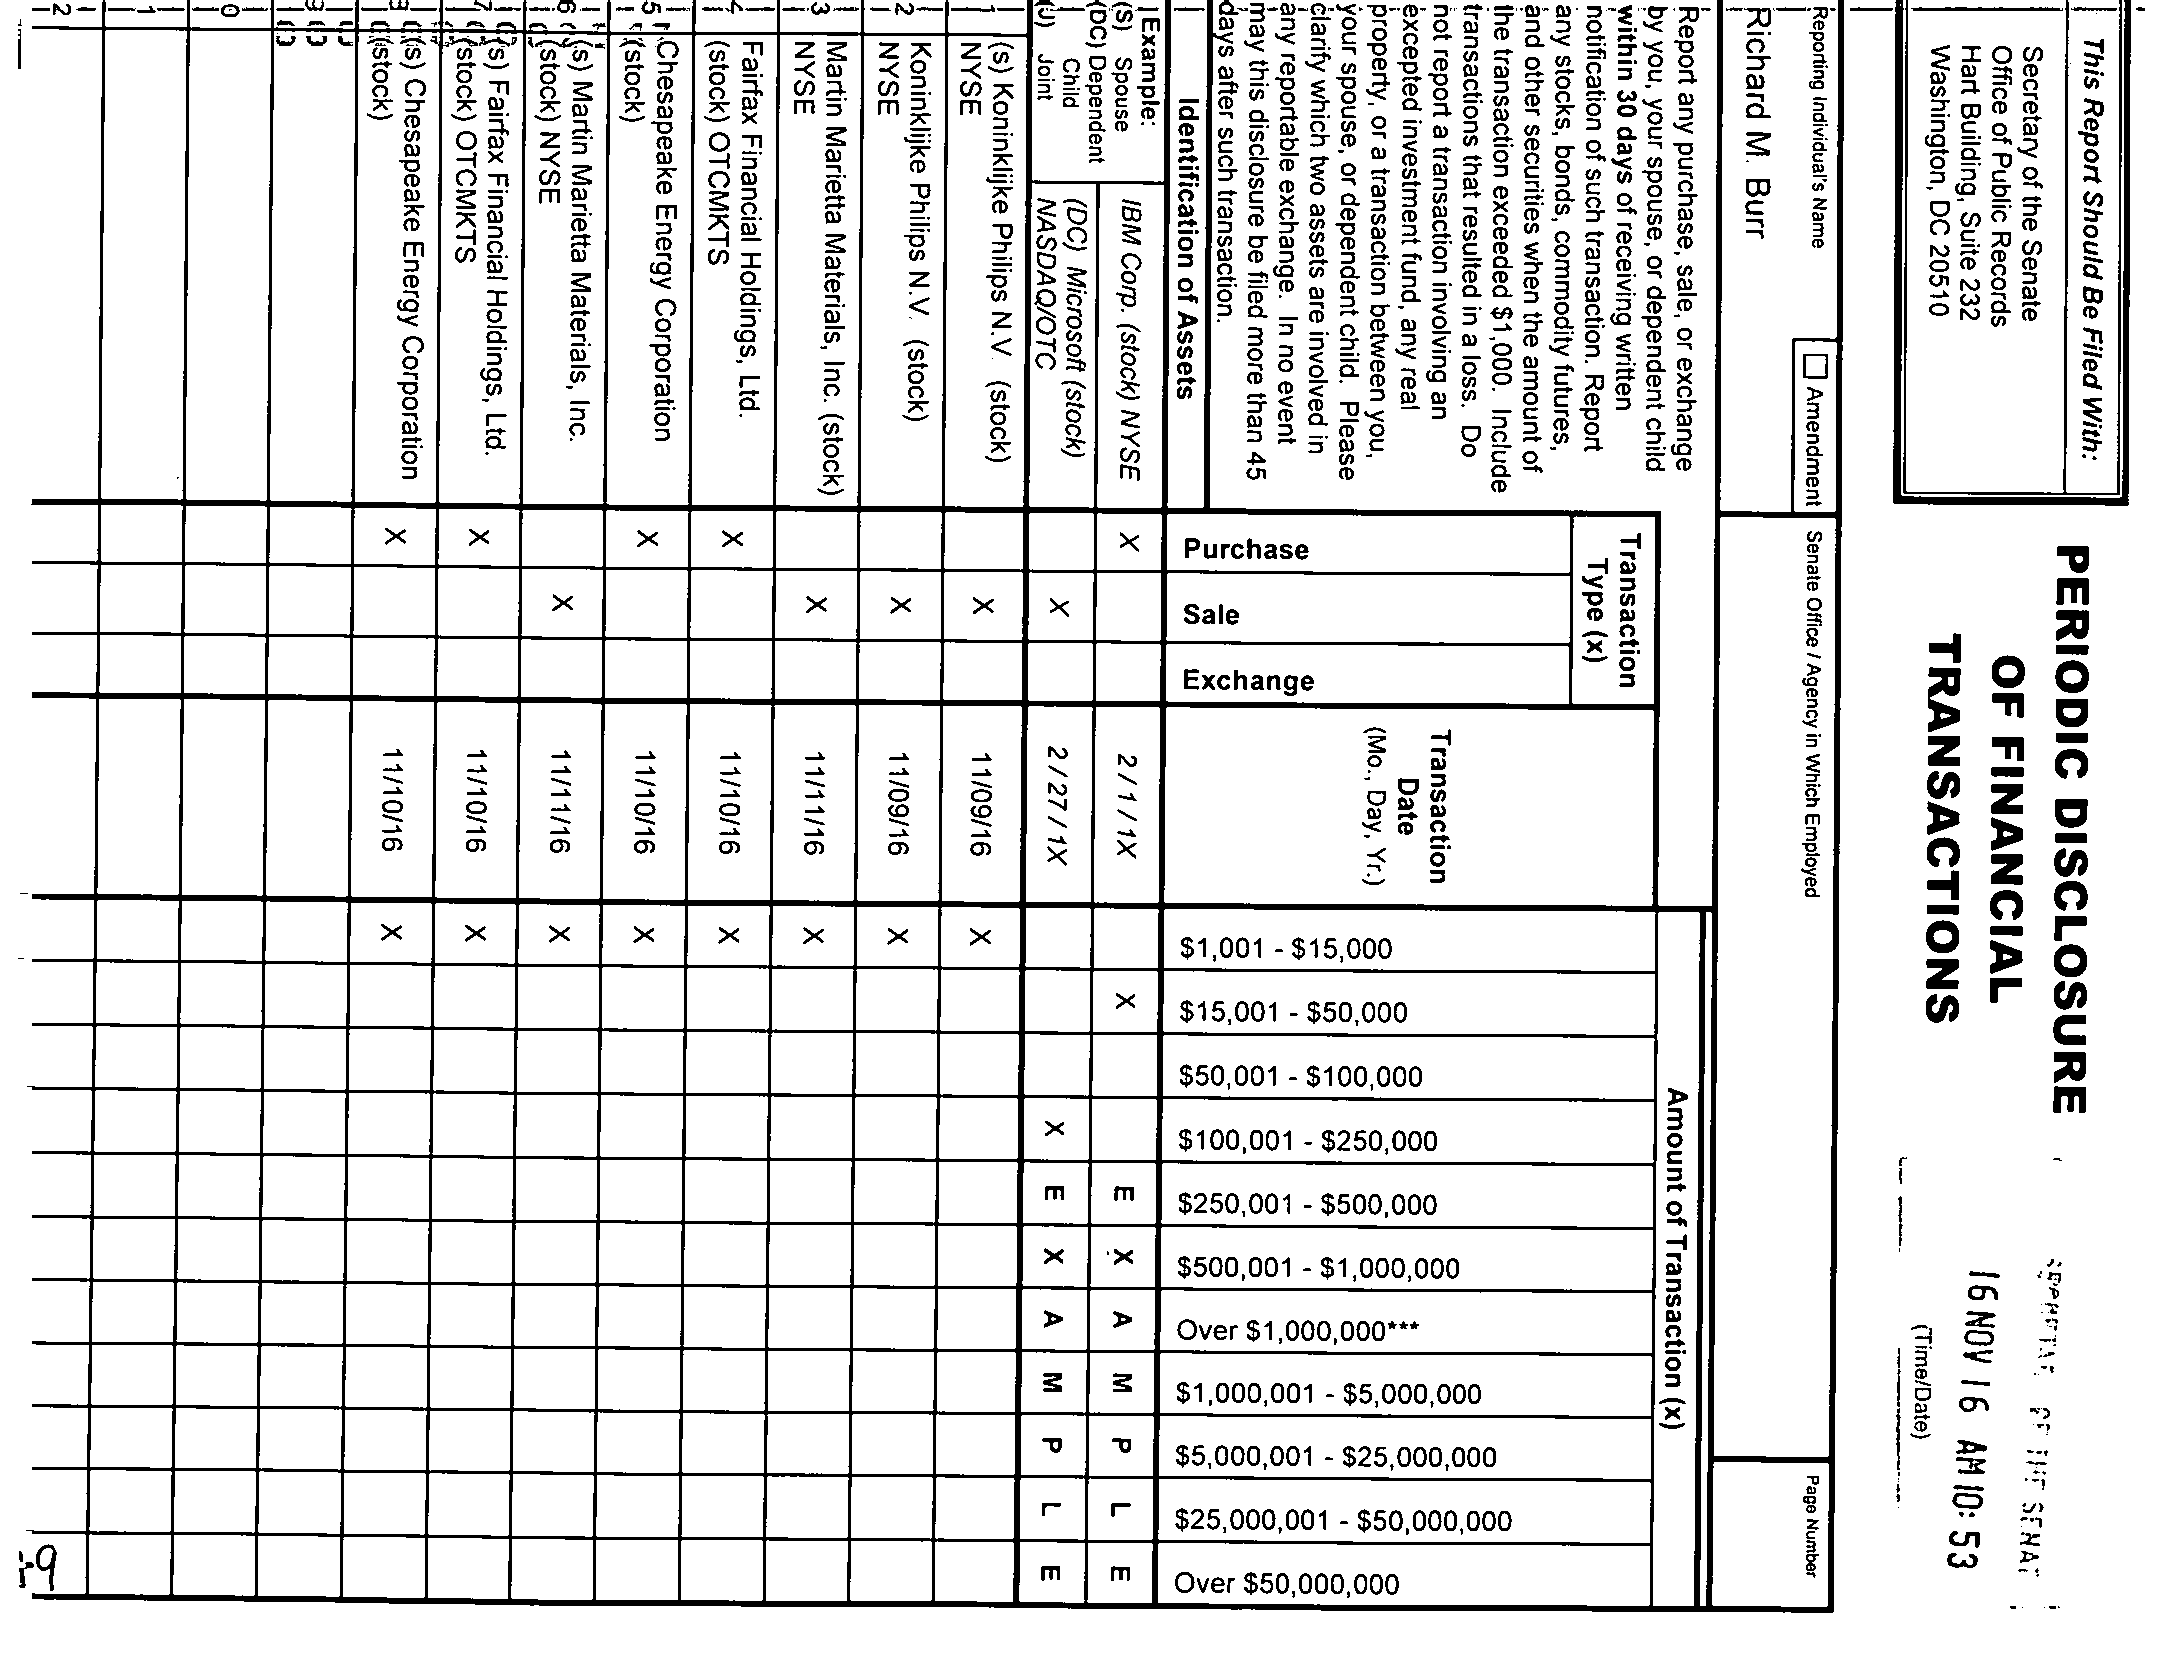 This Report Should Be Filed With:
Secretary of the Senate
Office of Public Records
Hart Building, Suite 232
Washington, DC 20510
PERIODIC DISCLOSURE
OF FINANCIAL
TRANSACTIONS
16 NOV 16 AM 10: 53
(Time/Date)
Reporting Individual's Name
Amendment
Senate Office / Agency in Which Employed
Page Number
Richard M. Burr
Report any purchase, sale, or exchange
by you, your spouse, or dependent child
within 30 days of receiving written
notification of such transaction. Report
any stocks, bonds, commodity futures,
and other securities when the amount of
the transaction exceeded $1,000. Include
transactions that resulted in a loss. Do
not report a transaction involving an
excepted investment fund, any real
property, or a transaction between you,
your spouse, or dependent child. Please
clarify which two assets are involved in
any reportable exchange. In no event
may this disclosure be filed more than 45
days after such transaction.
Transaction
Type (x)
Transaction
Date
(Mo., Day, Yr.)
Amount of Transaction (x)
Identification of Assets
Purchase
Sale
Exchange
$1,001 - $15,000
$15,001 - $50,000
$50,001 - $100,000
$100,001 - $250,000
$250,001 - $500,000
$500,001 - $1,000,000
Over $1,000,000***
$1,000,001 - $5,000,000
$5,000,001 - $25,000,000
$25,000,001 - $50,000,000
Over $50,000,000
Example:
(S) Spouse
(DC) Dependent
Child
(J) Joint
IBM Corp. (stock) NYSE X 2 / 1 / 1X X E X A M P L E
(DC) Microsoft (stock)
NASDAQ/OTC X 2 / 27 / 1X X E X A M P L E
1 (s) Koninklijke Philips N.V. (stock)
NYSE X 11/09/16 X
2 Koninklijke Philips N.V. (stock)
NYSE X 11/09/16 X
3 Martin Marietta Materials, Inc. (stock)
NYSE X 11/11/16 X
4 Fairfax Financial Holdings, Ltd.
(stock) OTCMKTS X 11/10/16 X
5 Chesapeake Energy Corporation
(stock) X 11/10/16 X
6 (s) Martin Marietta Materials, Inc.
(stock) NYSE X 11/11/16 X
7 (s) Fairfax Financial Holdings, Ltd.
(stock) OTCMKTS X 11/10/16 X
8 (s) Chesapeake Energy Corporation
(stock) X 11/10/16 X